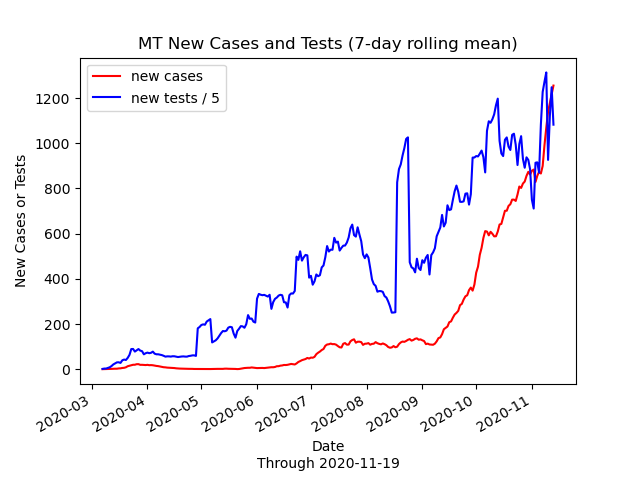 MT New Cases and Tests (7-day rolling mean)
new cases
new tests / 5
New Cases or Tests
1200
1000
800
600
400
200
0
2020-03
2020-04
2020-05
2020-06
2020-07
2020-08
2020-09
2020-10
2020-11
Date
Through 2020-11-19